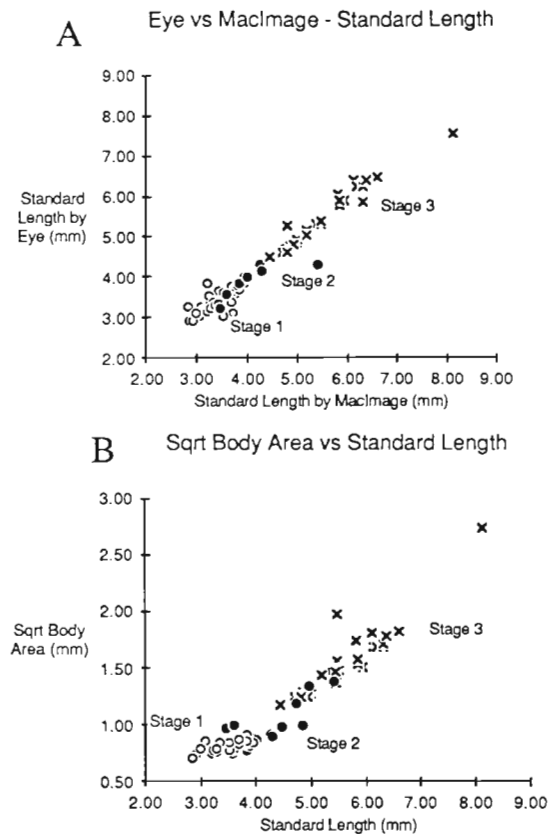 A
Eye vs MacImage - Standard Length
9.00
8.00
7.00
6.00
5.00
4.00
3.00
2.00
Standard
Length by
Eye (mm)
Stage 3
Stage 2
Stage 1
2.00 3.00 4.00 5.00 6.00 7.00 8.00 9.00
Standard Length by MacImage (mm)
B
Sqrt Body Area vs Standard Length
3.00
2.50
2.00
1.50
1.00
0.50
Sqrt Body
Area (mm)
Stage 3
Stage 1
Stage 2
2.00 3.00 4.00 5.00 6.00 7.00 8.00 9.00
Standard Length (mm)